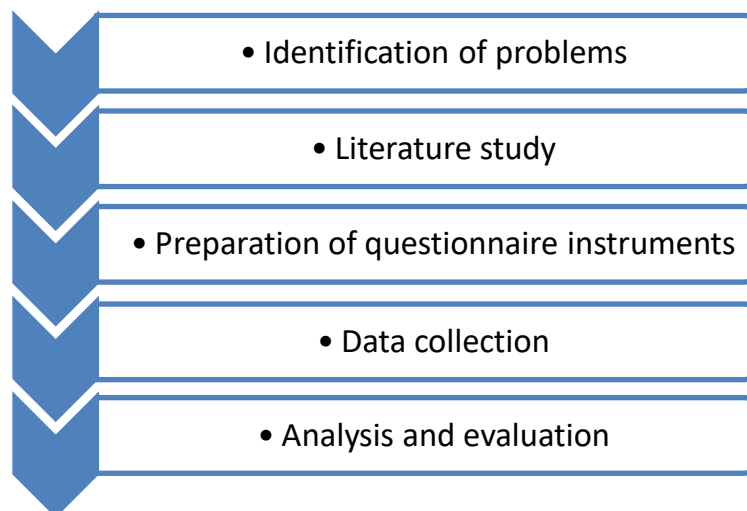 • Identification of problems
• Literature study
• Preparation of questionnaire instruments
• Data collection
• Analysis and evaluation